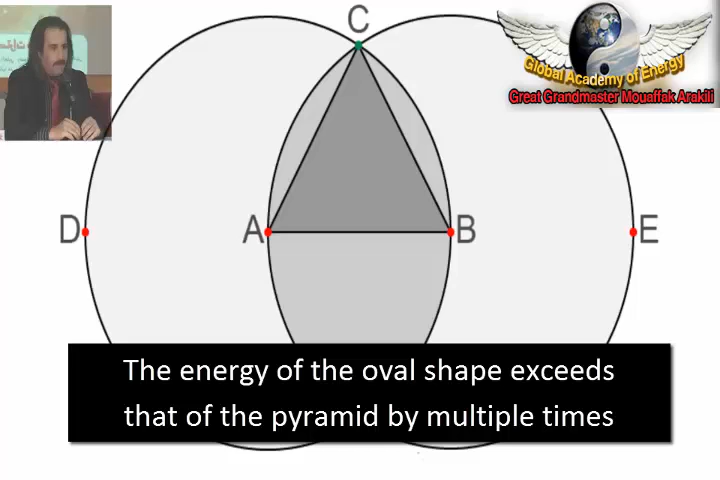 C
Global Academy of Energy
Great Grandmaster Mouaffak Arakili
D
A
B
E
The energy of the oval shape exceeds
that of the pyramid by multiple times